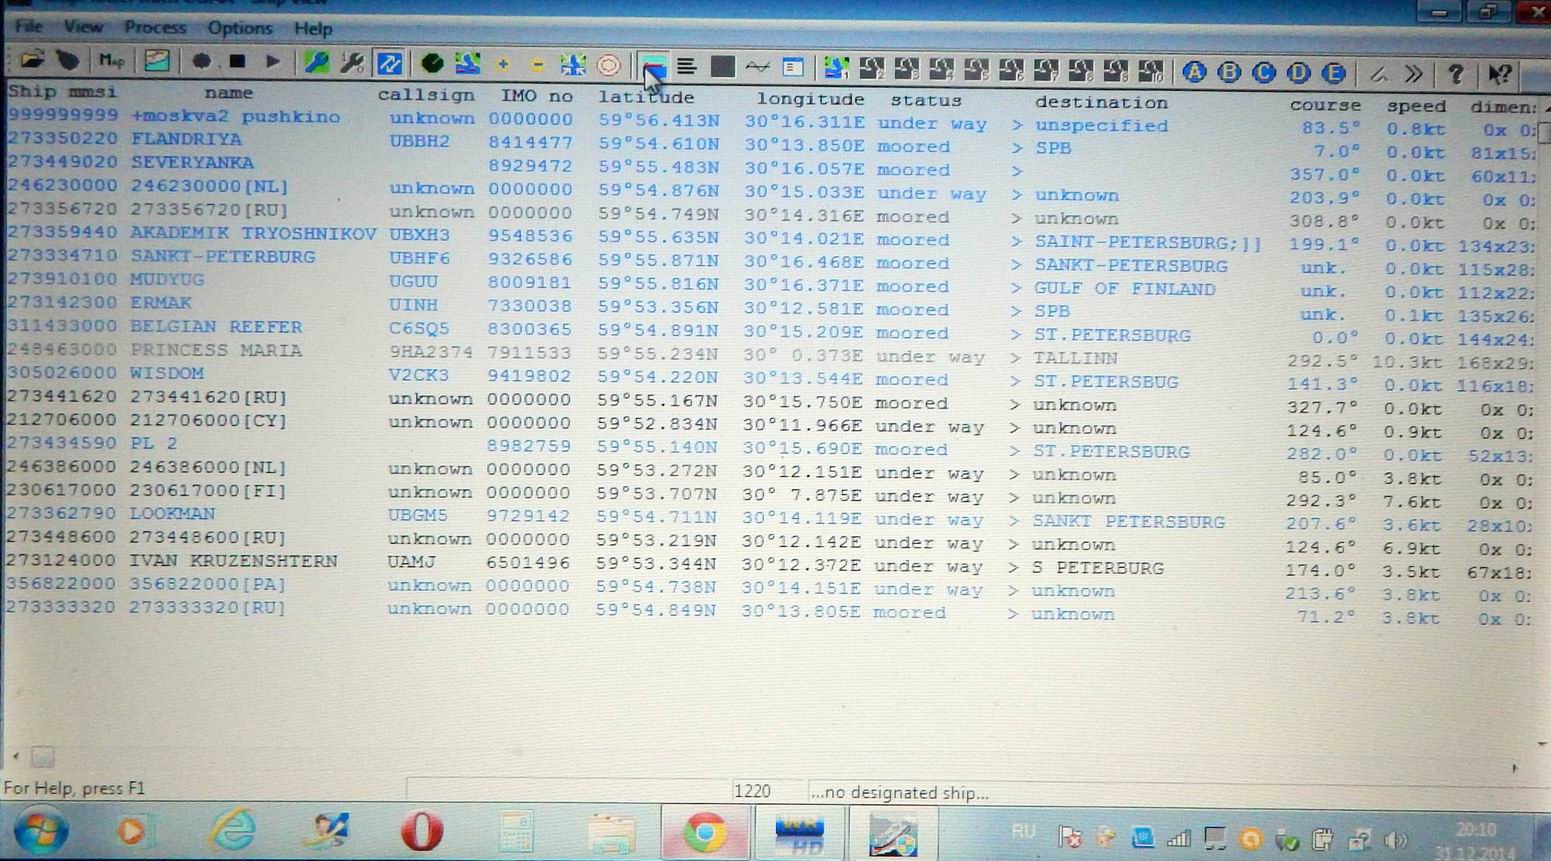 File View Process Options Help
Map
1 2 3 4 5 6 7 8 9 10 A B C D E
Ship mmsi name callsign IMO no latitude longitude status destination course speed dimen:
999999999 +moskva2 pushkino unknown 0000000 59°56.413N 30°16.311E under way > unspecified 83.5° 0.8kt 0x 0:
273350220 FLANDRIYA UBBH2 8414477 59°54.610N 30°13.850E moored > SPB 7.0° 0.0kt 81x15:
273449020 SEVERYANKA 8929472 59°55.483N 30°16.057E moored > 357.0° 0.0kt 60x11:
246230000 246230000[NL] unknown 0000000 59°54.876N 30°15.033E under way > unknown 203.9° 0.0kt 0x 0:
273356720 273356720[RU] unknown 0000000 59°54.749N 30°14.316E moored > unknown 308.8° 0.0kt 0x 0:
273359440 AKADEMIK TRYOSHNIKOV UBXH3 9548536 59°55.635N 30°14.021E moored > SAINT-PETERSBURG;]] 199.1° 0.0kt 134x23:
273334710 SANKT-PETERBURG UBHF6 9326586 59°55.871N 30°16.468E moored > SANKT-PETERSBURG unk. 0.0kt 115x28:
273910100 MUDYUG UGUU 8009181 59°55.816N 30°16.371E moored > GULF OF FINLAND unk. 0.0kt 112x22:
273142300 ERMAK UINH 7330038 59°53.356N 30°12.581E moored > SPB unk. 0.1kt 135x26:
311433000 BELGIAN REEFER C6SQ5 8300365 59°54.891N 30°15.209E moored > ST.PETERSBURG 0.0° 0.0kt 144x24:
248463000 PRINCESS MARIA 9HA2374 7911533 59°55.234N 30° 0.373E under way > TALLINN 292.5° 10.3kt 168x29:
305026000 WISDOM V2CK3 9419802 59°54.220N 30°13.544E moored > ST.PETERSBUG 141.3° 0.0kt 116x18:
273441620 273441620[RU] unknown 0000000 59°55.167N 30°15.750E moored > unknown 327.7° 0.0kt 0x 0:
212706000 212706000[CY] unknown 0000000 59°52.834N 30°11.966E under way > unknown 124.6° 0.9kt 0x 0:
273434590 PL 2 8982759 59°55.140N 30°15.690E moored > ST.PETERSBURG 282.0° 0.0kt 52x13:
246386000 246386000[NL] unknown 0000000 59°53.272N 30°12.151E under way > unknown 85.0° 3.8kt 0x 0:
230617000 230617000[FI] unknown 0000000 59°53.707N 30° 7.875E under way > unknown 292.3° 7.6kt 0x 0:
273362790 LOOKMAN UBGM5 9729142 59°54.711N 30°14.119E under way > SANKT PETERSBURG 207.6° 3.6kt 28x10:
273448600 273448600[RU] unknown 0000000 59°53.219N 30°12.142E under way > unknown 124.6° 6.9kt 0x 0:
273124000 IVAN KRUZENSHTERN UAMJ 6501496 59°53.344N 30°12.372E under way > S PETERBURG 174.0° 3.5kt 67x18:
356822000 356822000[PA] unknown 0000000 59°54.738N 30°14.151E under way > unknown 213.6° 3.8kt 0x 0:
273333320 273333320[RU] unknown 0000000 59°54.849N 30°13.805E moored > unknown 71.2° 3.8kt 0x 0:
For Help, press F1 1220 ...no designated ship...
HD RU 20:10
31.12.2014